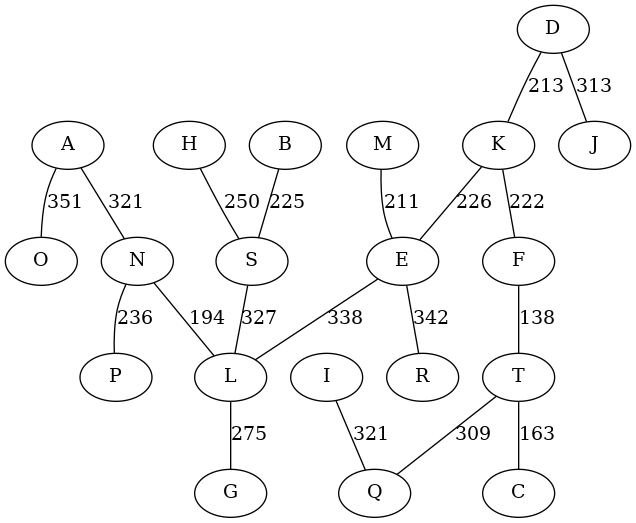 D
213 313
A H B M K J
351 321 250 225 211 226 222
O N S E F
236 194 327 338 342 138
P L I R T
275 321 309 163
G Q C